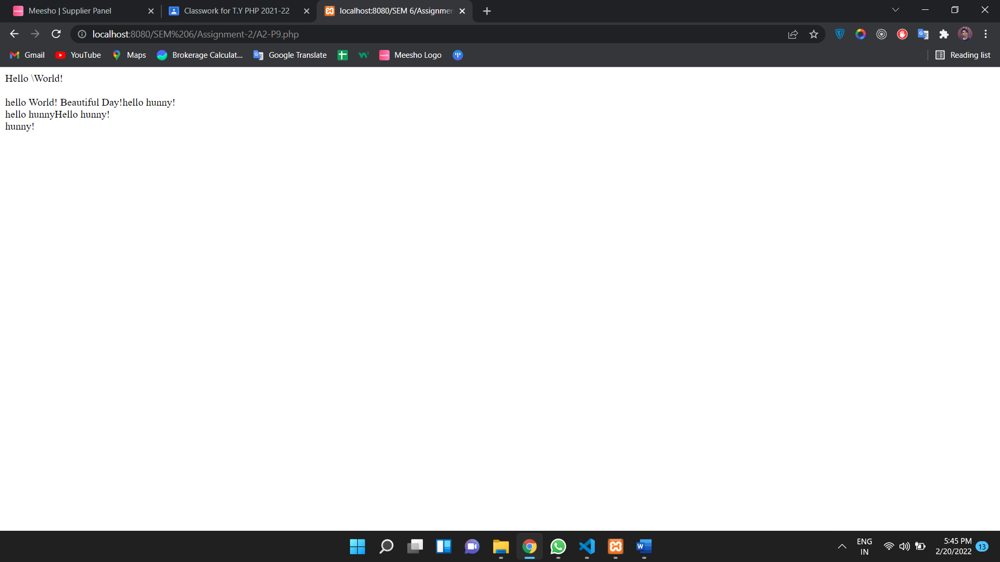 Meesho | Supplier Panel
Classwork for T.Y PHP 2021-22
localhost:8080/SEM 6/Assignmen
localhost:8080/SEM%206/Assignment-2/A2-P9.php
Gmail
YouTube
Maps
Brokerage Calculat...
Google Translate
Meesho Logo
Reading list
Hello \World!
hello World! Beautiful Day!hello hunny!
hello hunnyHello hunny!
hunny!
ENG
IN
5:45 PM
2/20/2022
13